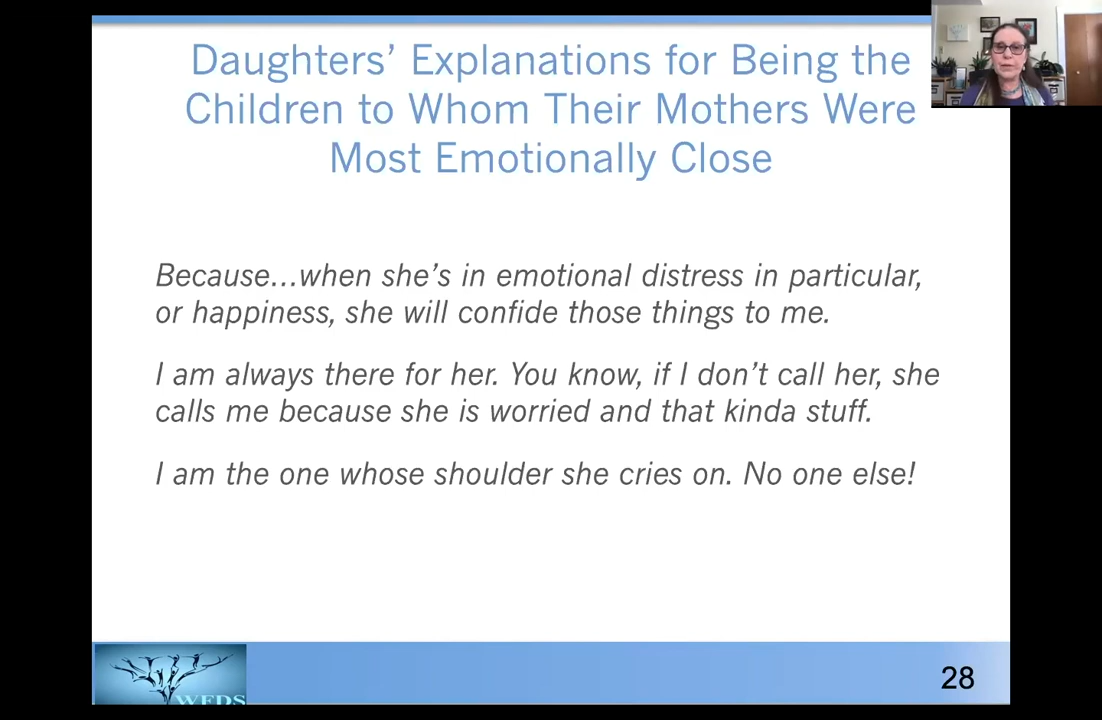 Daughters’ Explanations for Being the
Children to Whom Their Mothers Were
Most Emotionally Close
Because...when she’s in emotional distress in particular,
or happiness, she will confide those things to me.
I am always there for her. You know, if I don’t call her, she
calls me because she is worried and that kinda stuff.
I am the one whose shoulder she cries on. No one else!
WFDS
28